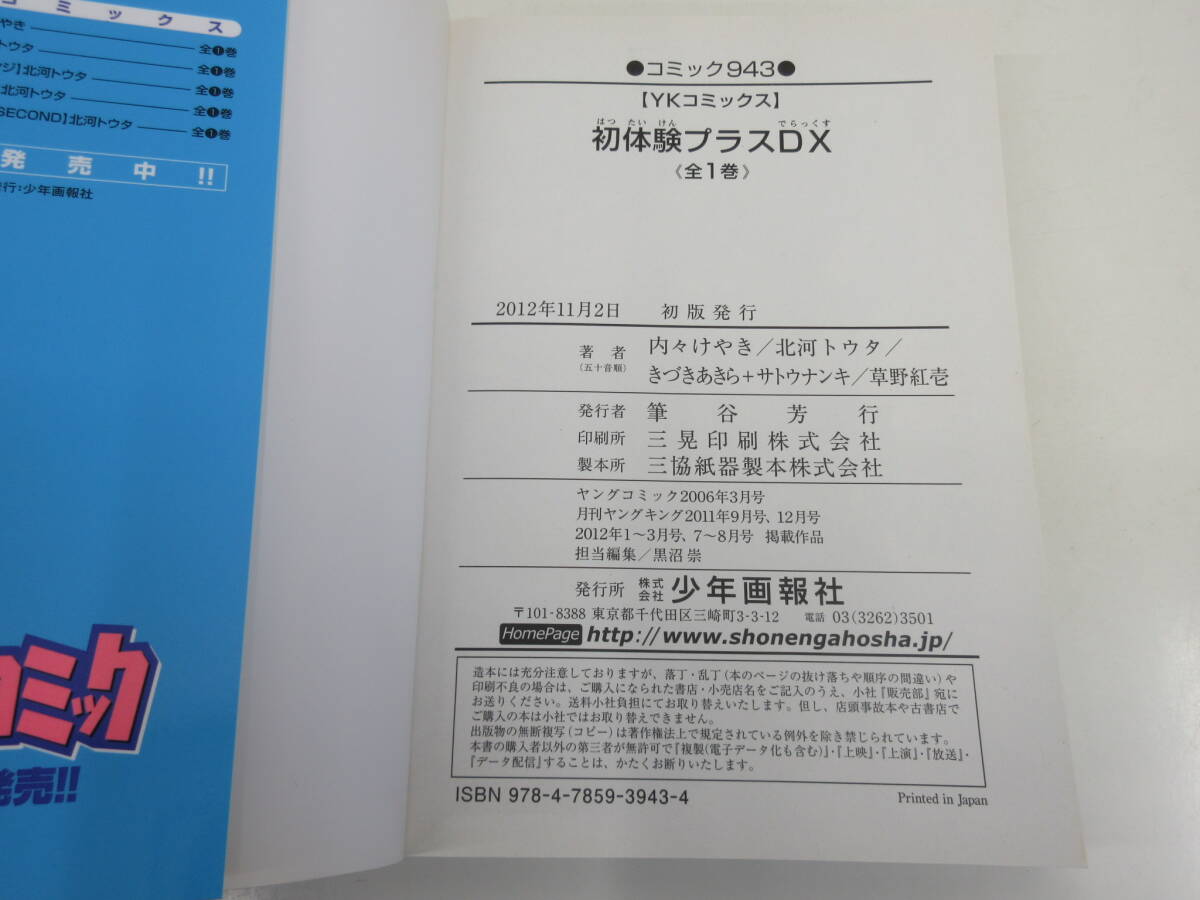 コミックス
やき 全❶巻
トウタ 全❶巻
ンジ】北河トウタ 全❶巻
北河トウタ 全❶巻
SECOND】北河トウタ 全❶巻
発売中!!
発行:少年画報社
コミック
発売!!
●コミック943●
【YKコミックス】
はつ たい けん でらっくす
初体験プラスDX
《全1巻》
2012年11月2日 初版発行
著者 内々けやき/北河トウタ/
(五十音順) きづきあきら+サトウナンキ/草野紅壱
発行者 筆谷芳行
印刷所 三晃印刷株式会社
製本所 三協紙器製本株式会社
ヤングコミック2006年3月号
月刊ヤングキング2011年9月号、12月号
2012年1〜3月号、7〜8月号 掲載作品
担当編集/黒沼 崇
発行所 株式会社 少年画報社
〒101-8388 東京都千代田区三崎町3-3-12 電話 03(3262)3501
HomePage http://www.shonengahosha.jp/
造本には充分注意しておりますが、落丁・乱丁(本のページの抜け落ちや順序の間違い)や
印刷不良の場合は、ご購入になられた書店・小売店名をご記入のうえ、小社『販売部』宛に
お送りください。送料小社負担にてお取り替えいたします。但し、店頭事故本や古書店で
ご購入の本は小社ではお取り替えできません。
出版物の無断複写(コピー)は著作権法上で規定されている例外を除き禁じられています。
本書の購入者以外の第三者が無許可で『複製(電子データ化も含む)』・『上映』・『上演』・『放送』・
『データ配信』することは、かたくお断りいたします。
ISBN 978-4-7859-3943-4
Printed in Japan